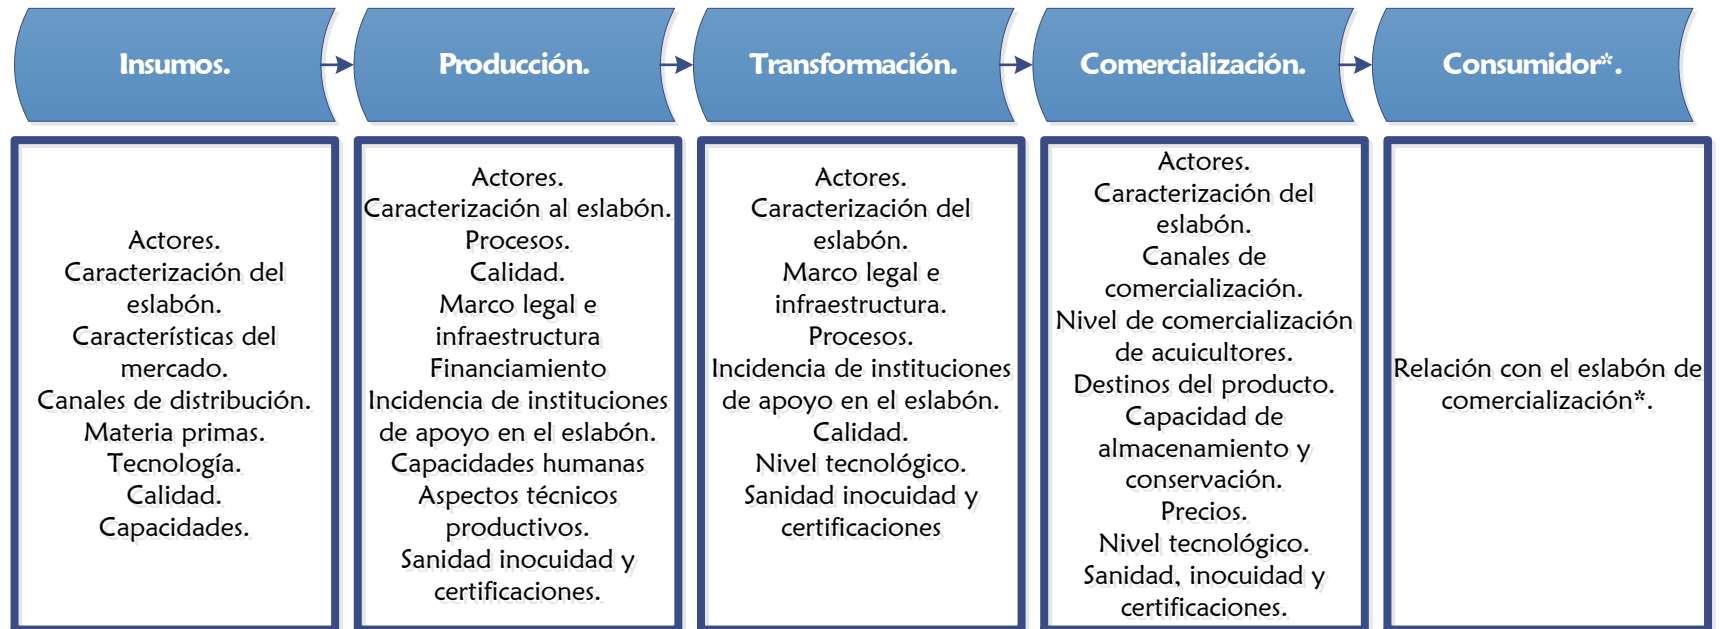 Insumos.
Producción.
Transformación.
Comercialización.
Consumidor*.
Actores.
Caracterización del
eslabón.
Características del
mercado.
Canales de distribución.
Materia primas.
Tecnología.
Calidad.
Capacidades.
Actores.
Caracterización al eslabón.
Procesos.
Calidad.
Marco legal e
infraestructura
Financiamiento
Incidencia de instituciones
de apoyo en el eslabón.
Capacidades humanas
Aspectos técnicos
productivos.
Sanidad inocuidad y
certificaciones.
Actores.
Caracterización del
eslabón.
Marco legal e
infraestructura.
Procesos.
Incidencia de instituciones
de apoyo en el eslabón.
Calidad.
Nivel tecnológico.
Sanidad inocuidad y
certificaciones
Actores.
Caracterización del
eslabón.
Canales de
comercialización.
Nivel de comercialización
de acuicultores.
Destinos del producto.
Capacidad de
almacenamiento y
conservación.
Precios.
Nivel tecnológico.
Sanidad, inocuidad y
certificaciones.
Relación con el eslabón de
comercialización*.